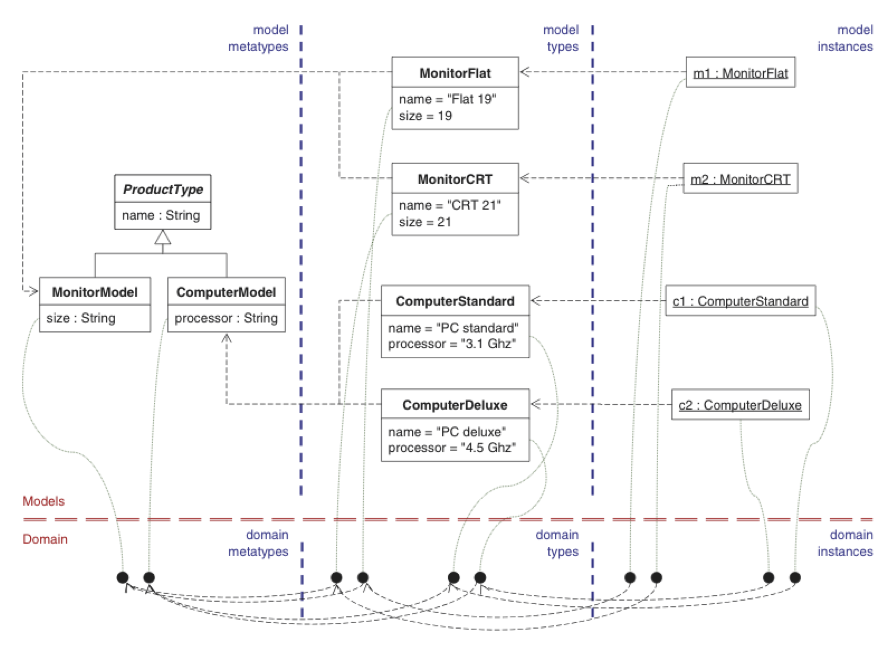 model
metatypes
model
types
model
instances
MonitorFlat
name = "Flat 19"
size = 19
m1 : MonitorFlat
MonitorCRT
name = "CRT 21"
size = 21
m2 : MonitorCRT
ProductType
name : String
MonitorModel
size : String
ComputerModel
processor : String
ComputerStandard
name = "PC standard"
processor = "3.1 Ghz"
c1 : ComputerStandard
ComputerDeluxe
name = "PC deluxe"
processor = "4.5 Ghz"
c2 : ComputerDeluxe
Models
Domain
domain
metatypes
domain
types
domain
instances